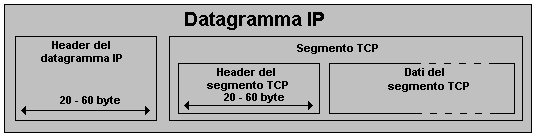 Datagramma IP
Header del
datagramma IP
20 - 60 byte
Segmento TCP
Header del
segmento TCP
20 - 60 byte
Dati del
segmento TCP